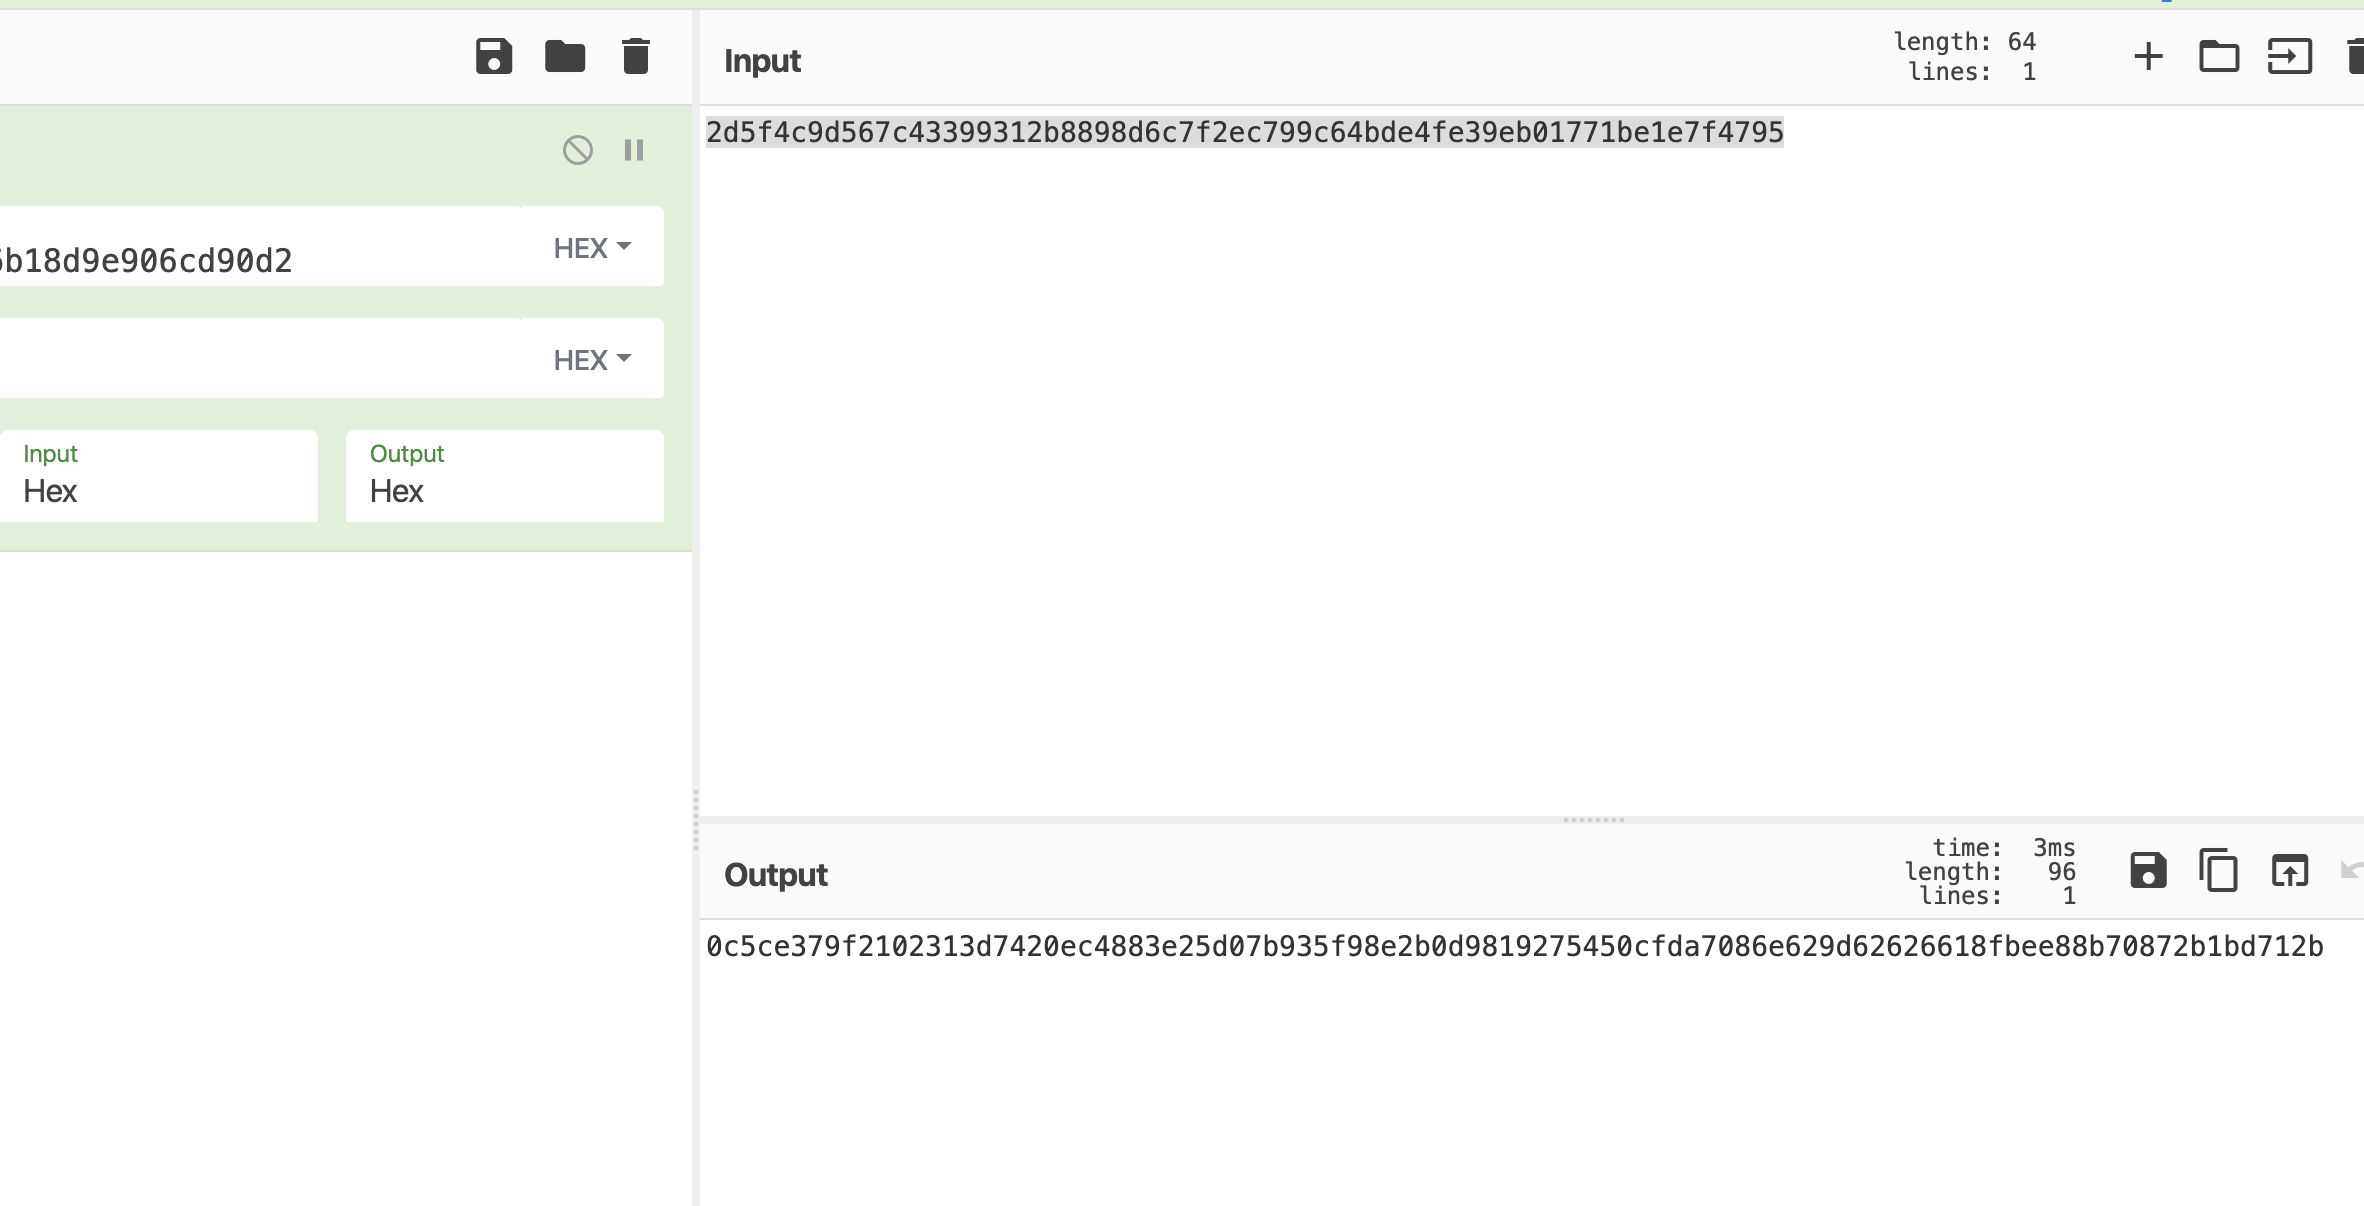 Input
length: 64
lines: 1
2d5f4c9d567c43399312b8898d6c7f2ec799c64bde4fe39eb01771be1e7f4795
b18d9e906cd90d2
HEX
HEX
Input
Hex
Output
Hex
Output
time: 3ms
length: 96
lines: 1
0c5ce379f2102313d7420ec4883e25d07b935f98e2b0d9819275450cfda7086e629d62626618fbee88b70872b1bd712b